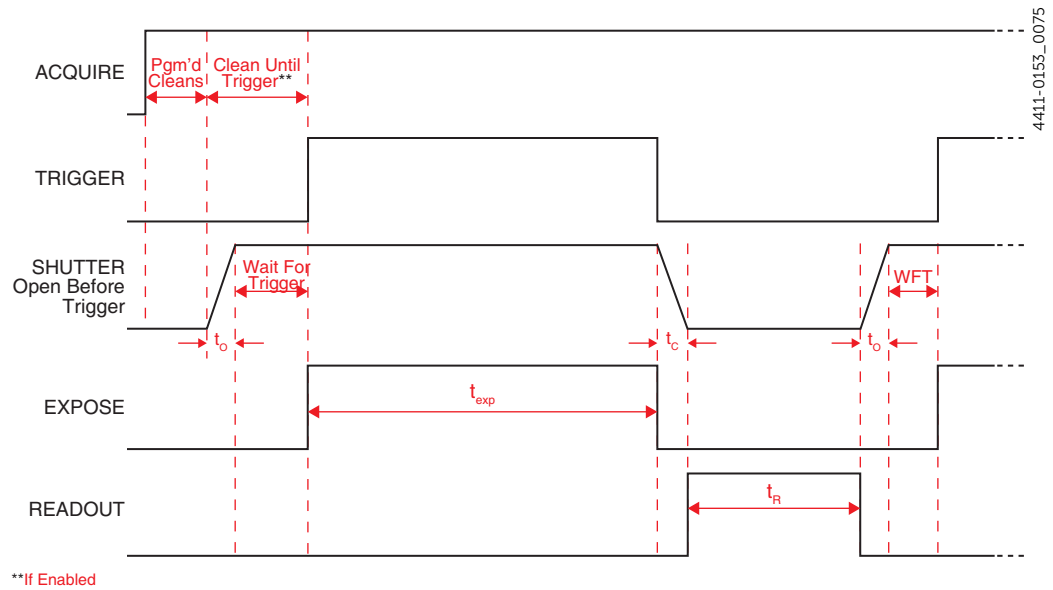 4411-0153_0075
ACQUIRE
Pgm'd
Cleans
Clean Until
Trigger**
TRIGGER
SHUTTER
Open Before
Trigger
Wait For
Trigger
WFT
tO
tC
tO
EXPOSE
texp
READOUT
tR
**If Enabled